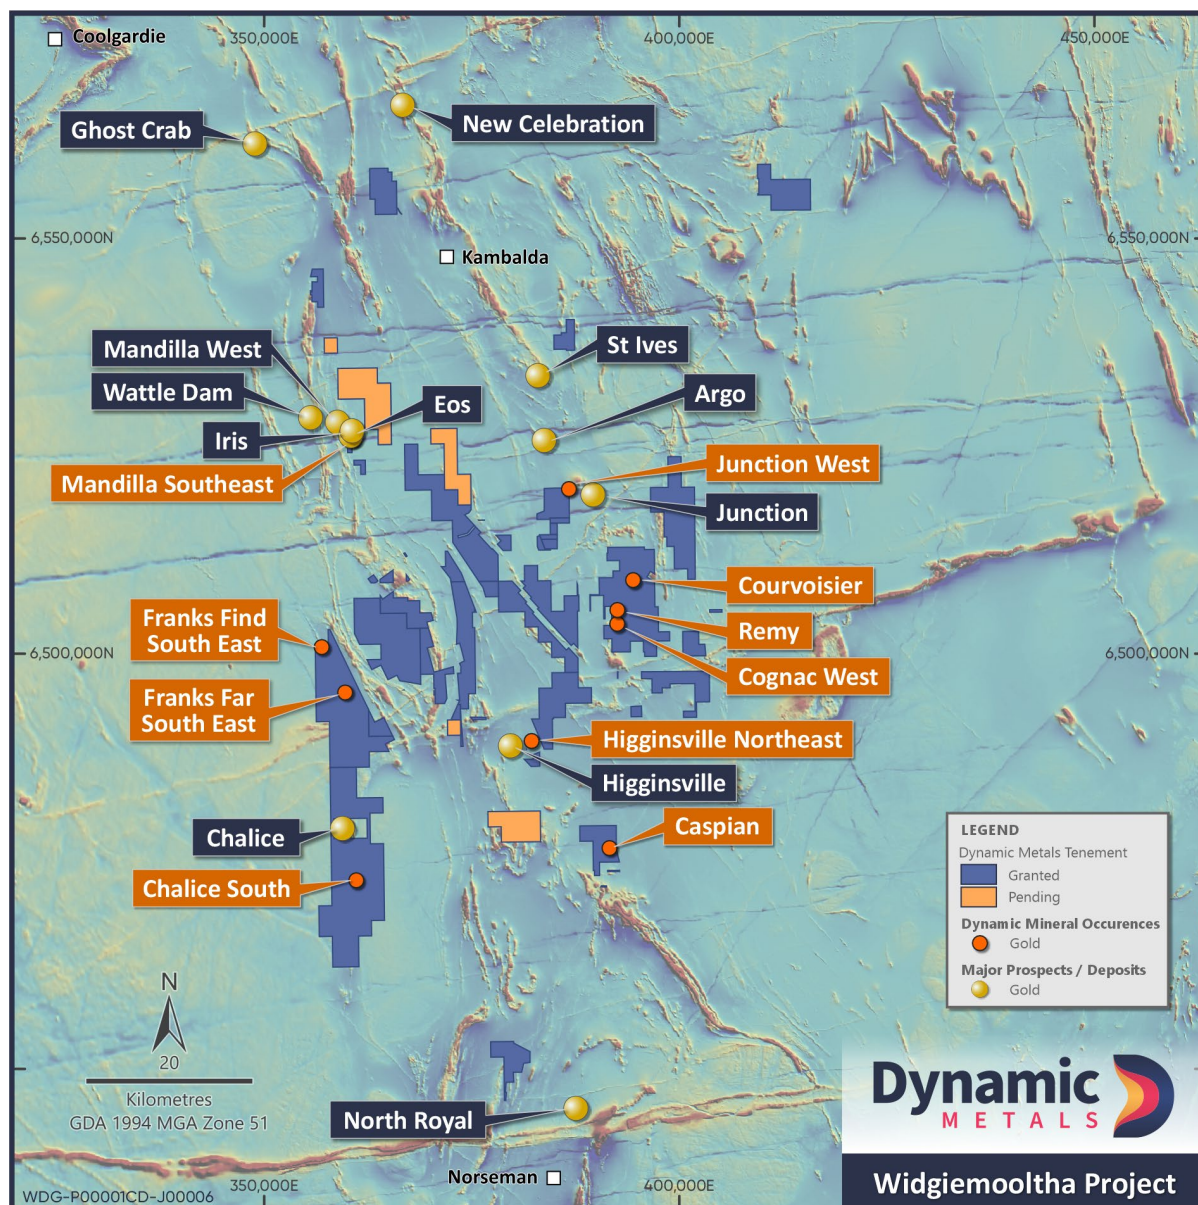 Coolgardie
350,000E
400,000E
450,000E
Ghost Crab
New Celebration
6,550,000N
6,550,000N
Kambalda
Mandilla West
St Ives
Wattle Dam
Eos
Argo
Iris
Mandilla Southeast
Junction West
Junction
Courvoisier
Franks Find
South East
Remy
6,500,000N
6,500,000N
Cognac West
Franks Far
South East
Higginsville Northeast
Higginsville
Chalice
Caspian
Chalice South
LEGEND
Dynamic Metals Tenement
Granted
Pending
Dynamic Mineral Occurences
Gold
Major Prospects / Deposits
Gold
N
20
Kilometres
GDA 1994 MGA Zone 51
North Royal
Dynamic
METALS
Norseman
350,000E
400,000E
WDG-P00001CD-J00006
Widgiemooltha Project